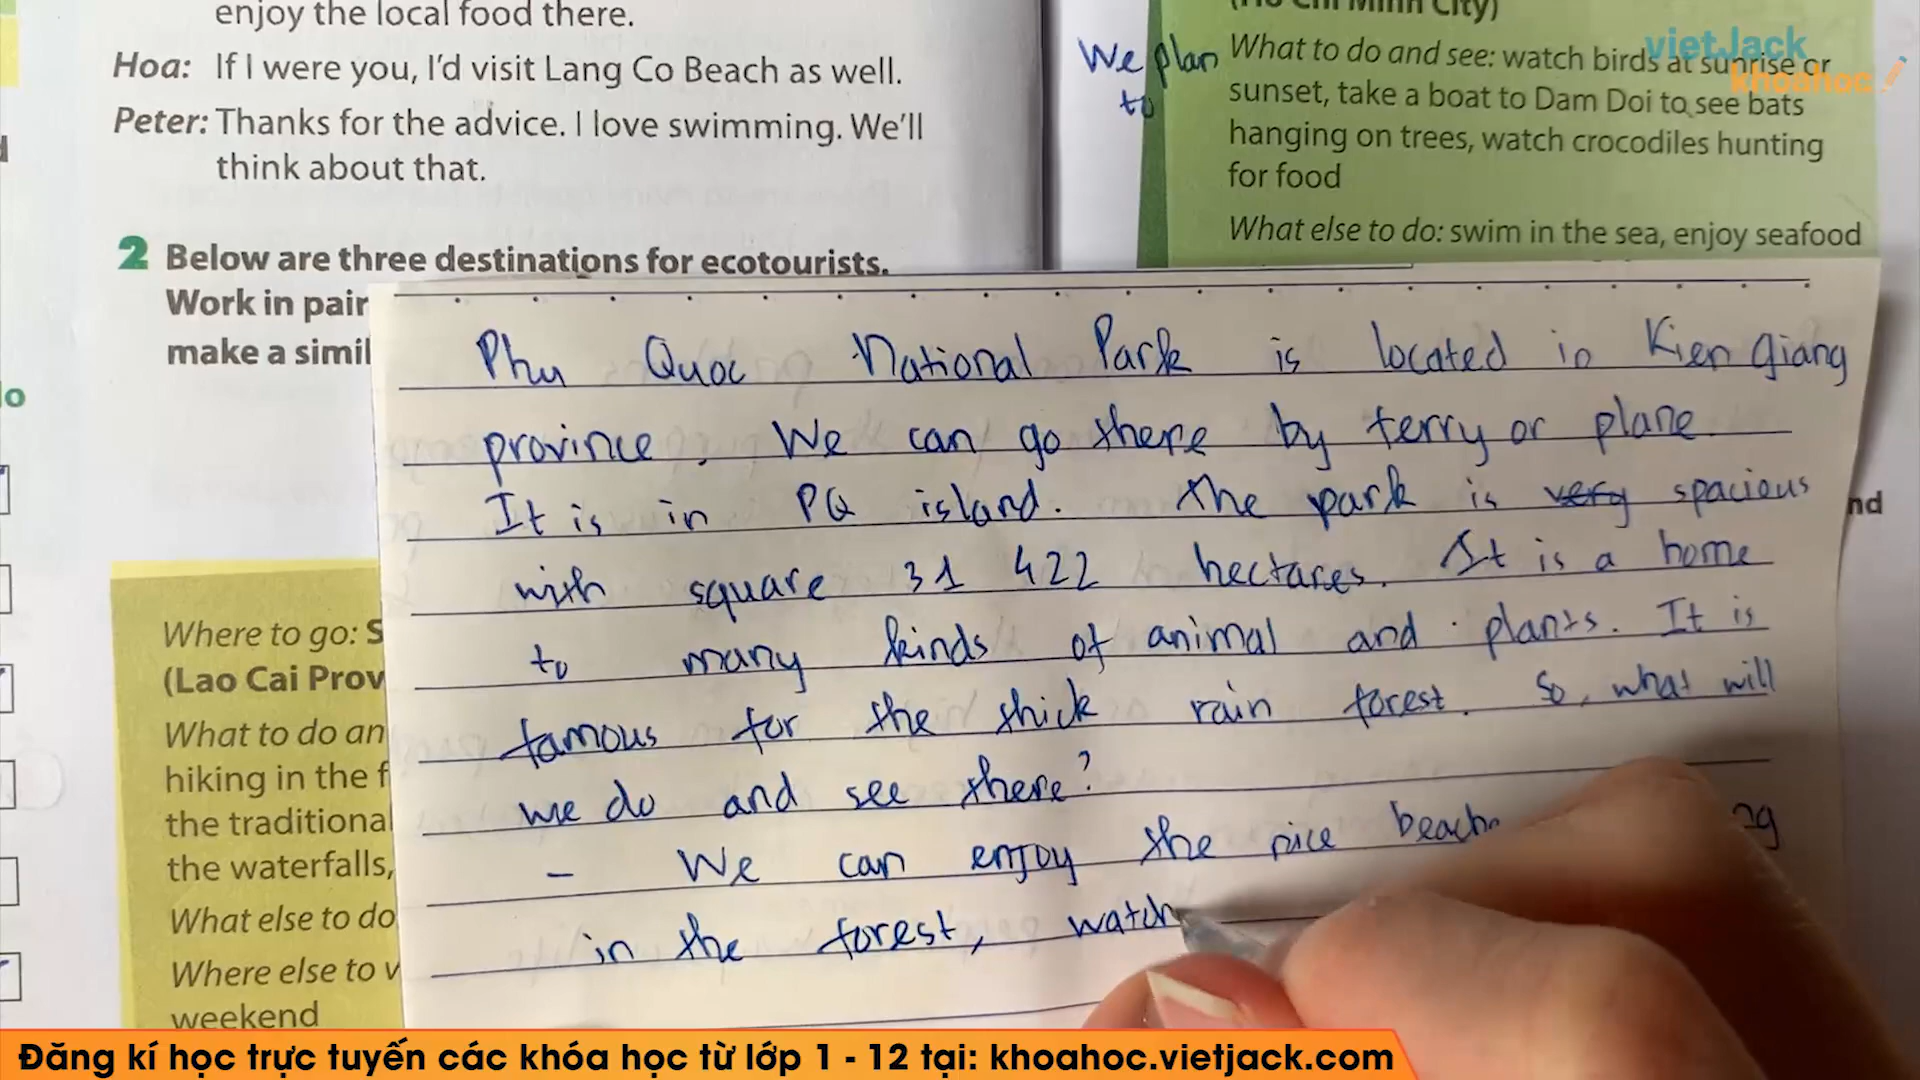 enjoy the local food there.
Hoa: If I were you, I'd visit Lang Co Beach as well.
Peter: Thanks for the advice. I love swimming. We'll
think about that.
2 Below are three destinations for ecotourists.
Work in pair
make a simil
Where to go: S
(Lao Cai Prov
What to do an
hiking in the f
the traditional
the waterfalls,
What else to do
Where else to v
weekend
(Ho Chi Minh City)
We plan
to
What to do and see: watch birds at sunrise or
sunset, take a boat to Dam Doi to see bats
hanging on trees, watch crocodiles hunting
for food
What else to do: swim in the sea, enjoy seafood
nd
vietJack
khoahoc
Phu Quoc National Park is located in Kien Giang
province. We can go there by ferry or plane
It is in PQ island. The park is very spacious
with square 31 422 hectares. It is a home
to many kinds of animal and plants. It is
famous for the thick rain forest. So, what will
we do and see there?
- We can enjoy the nice beach
in the forest, watch
Đăng kí học trực tuyến các khóa học từ lớp 1 - 12 tại: khoahoc.vietjack.com